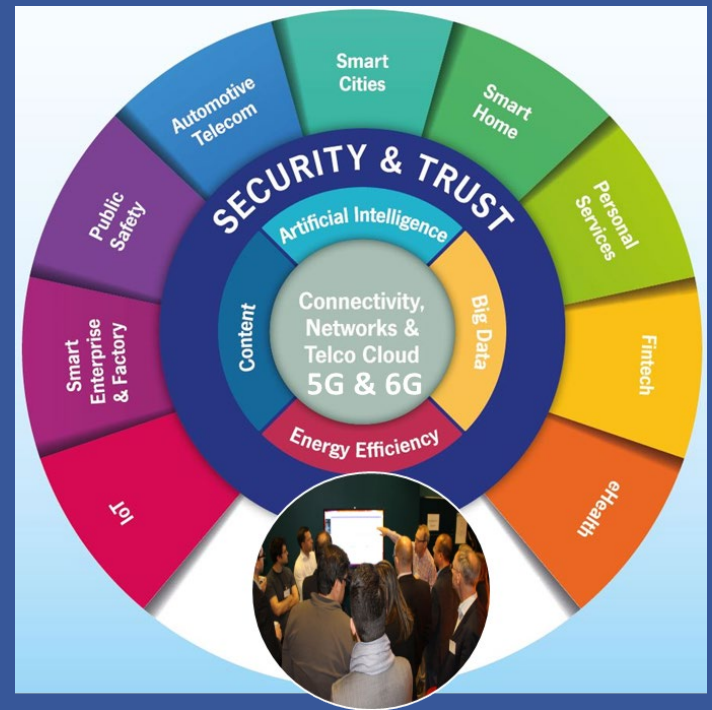 Smart
Cities
Smart
Home
Personal
Services
Fintech
eHealth
IoT
Smart
Enterprise
& Factory
Public
Safety
Automotive
Telecom
SECURITY & TRUST
Artificial Intelligence
Big Data
Energy Efficiency
Content
Connectivity,
Networks &
Telco Cloud
5G & 6G